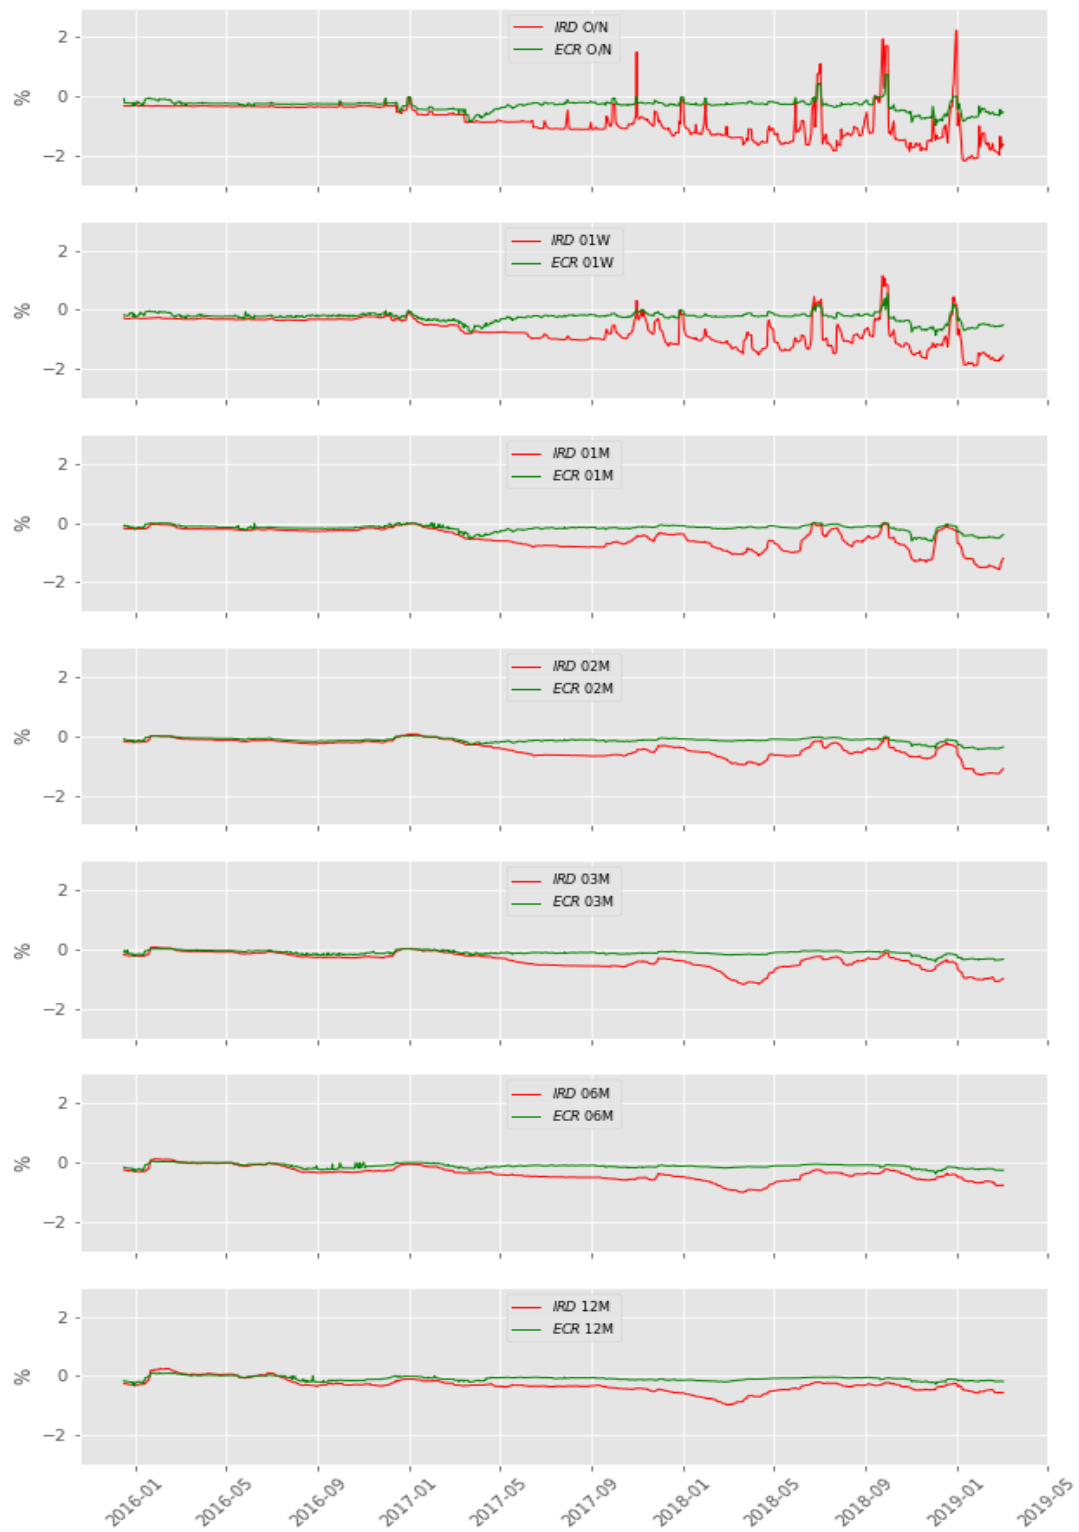 IRD O/N
ECR O/N
2
0
−2
%
IRD 01W
ECR 01W
2
0
−2
%
IRD 01M
ECR 01M
2
0
−2
%
IRD 02M
ECR 02M
2
0
−2
%
IRD 03M
ECR 03M
2
0
−2
%
IRD 06M
ECR 06M
2
0
−2
%
IRD 12M
ECR 12M
2
0
−2
%
2016-01 2016-05 2016-09 2017-01 2017-05 2017-09 2018-01 2018-05 2018-09 2019-01 2019-05